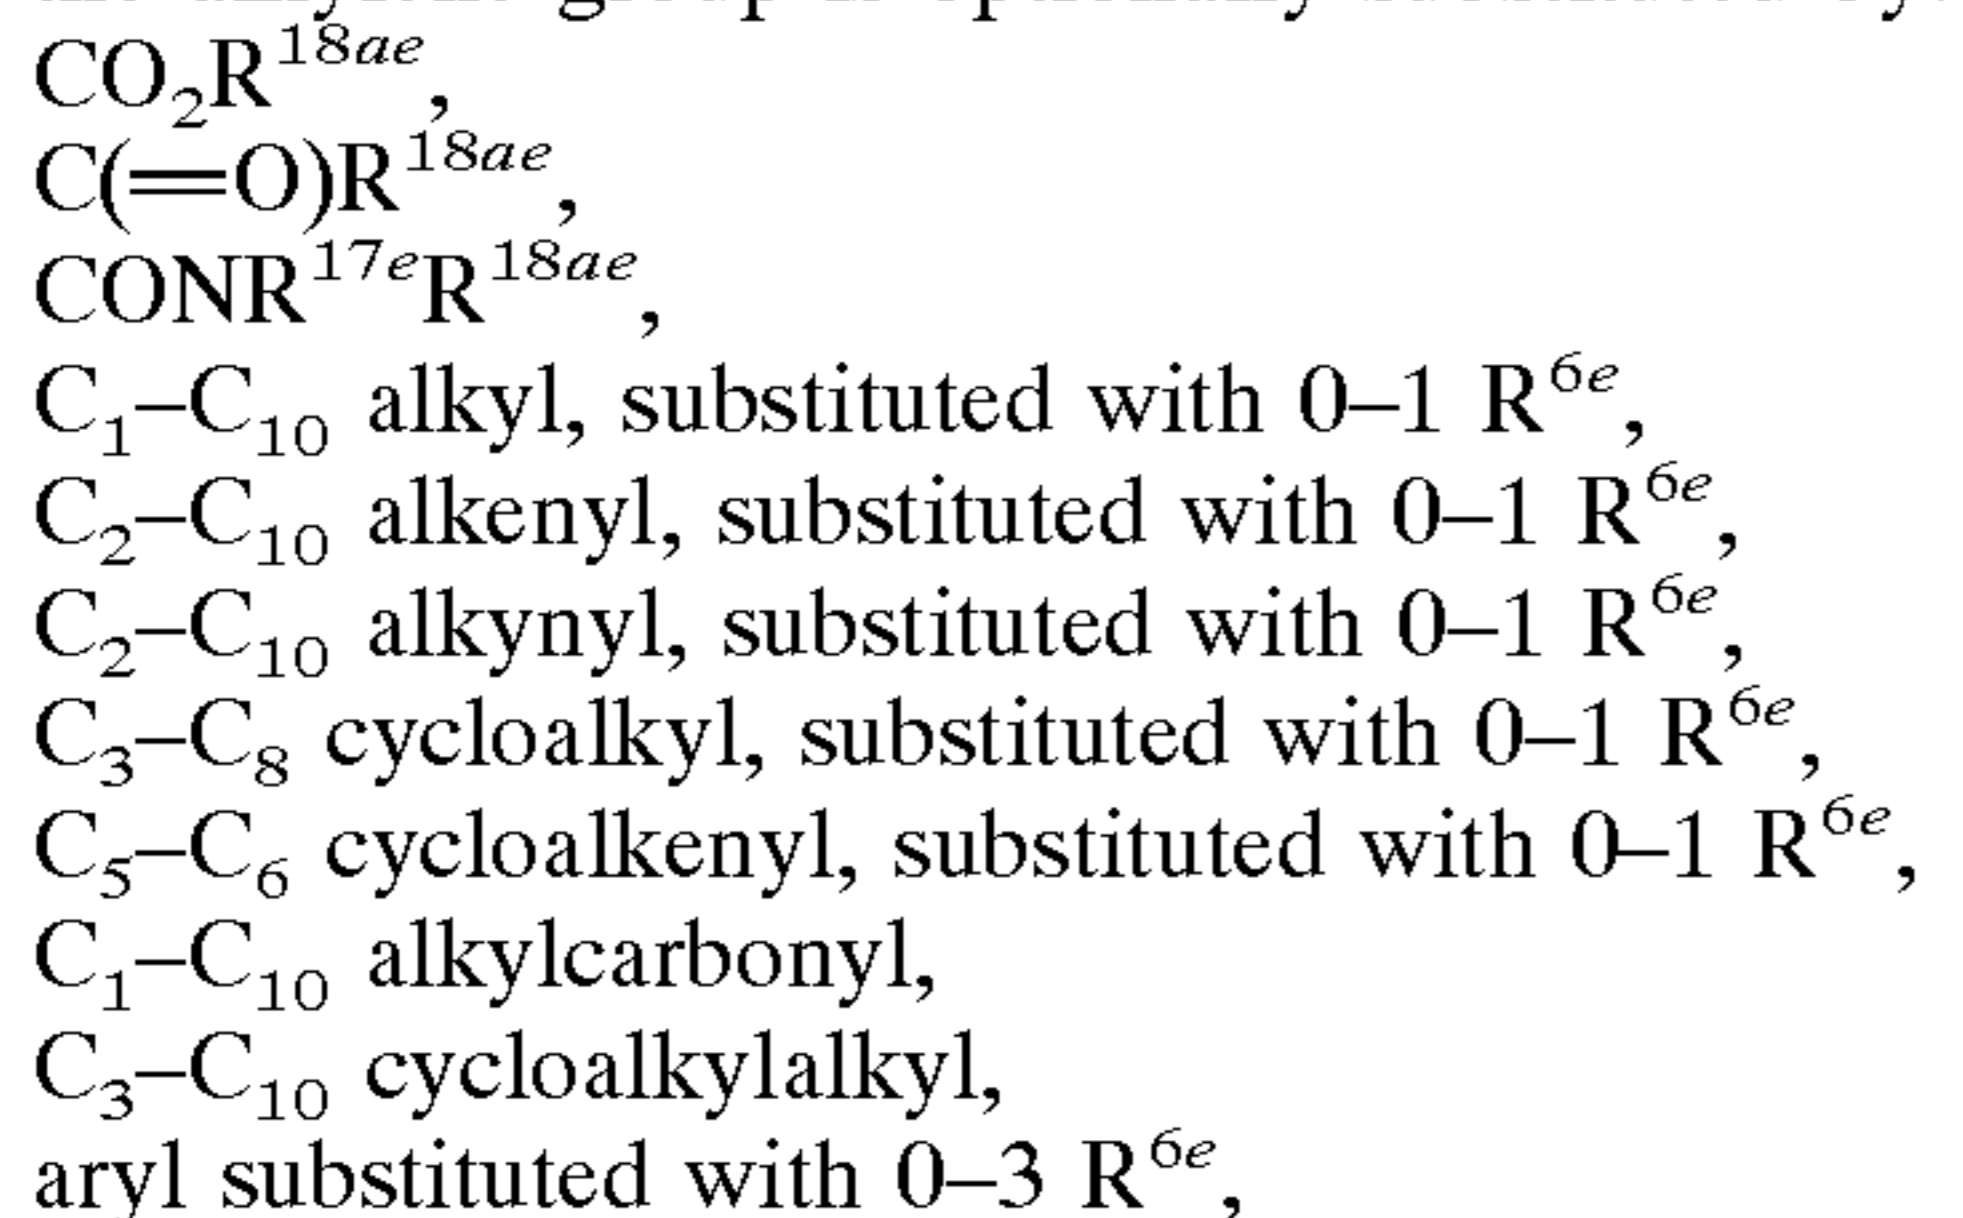 CO₂R¹⁸ᵃᵉ,
C(=O)R¹⁸ᵃᵉ,
CONR¹⁷ᵉR¹⁸ᵃᵉ,
C₁–C₁₀ alkyl, substituted with 0–1 R⁶ᵉ,
C₂–C₁₀ alkenyl, substituted with 0–1 R⁶ᵉ,
C₂–C₁₀ alkynyl, substituted with 0–1 R⁶ᵉ,
C₃–C₈ cycloalkyl, substituted with 0–1 R⁶ᵉ,
C₅–C₆ cycloalkenyl, substituted with 0–1 R⁶ᵉ,
C₁–C₁₀ alkylcarbonyl,
C₃–C₁₀ cycloalkylalkyl,
aryl substituted with 0–3 R⁶ᵉ,